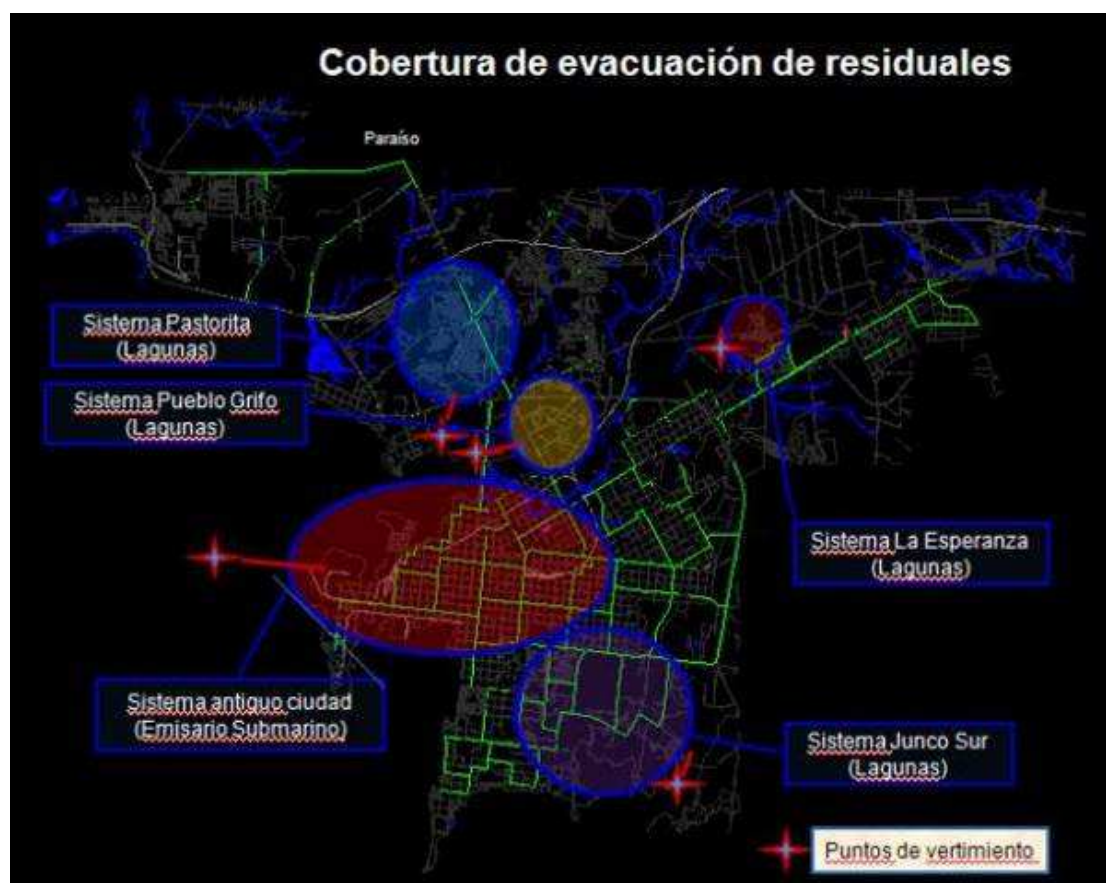 Cobertura de evacuación de residuales
Paraíso
Sistema Pastorita
(Lagunas)
Sistema Pueblo Grifo
(Lagunas)
Sistema La Esperanza
(Lagunas)
Sistema antiguo ciudad
(Emisario Submarino)
Sistema Junco Sur
(Lagunas)
Puntos de vertimiento